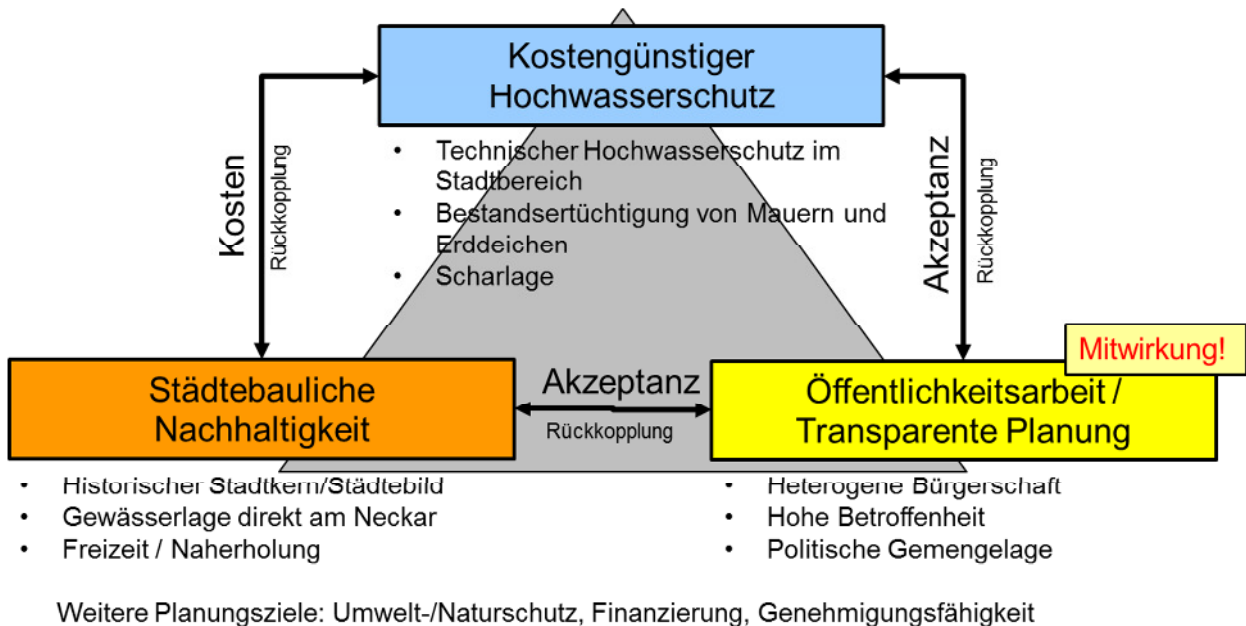 Kostengünstiger
Hochwasserschutz
• Technischer Hochwasserschutz im
Stadtbereich
• Bestandsertüchtigung von Mauern und
Erddeichen
• Scharlage
Kosten
Rückkopplung
Akzeptanz
Rückkopplung
Mitwirkung!
Städtebauliche
Nachhaltigkeit
Akzeptanz
Rückkopplung
Öffentlichkeitsarbeit /
Transparente Planung
• Historischer Stadtkern/Städtebild
• Gewässerlage direkt am Neckar
• Freizeit / Naherholung
• Heterogene Bürgerschaft
• Hohe Betroffenheit
• Politische Gemengelage
Weitere Planungsziele: Umwelt-/Naturschutz, Finanzierung, Genehmigungsfähigkeit